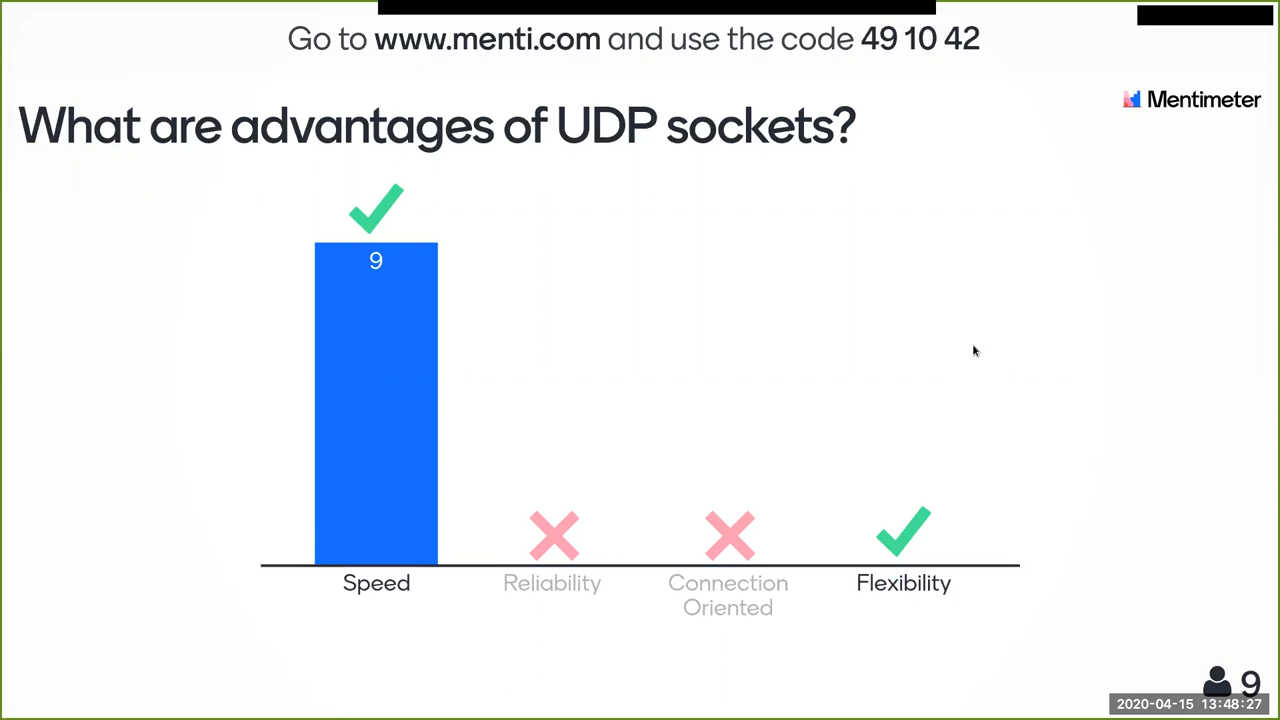 Go to www.menti.com and use the code 49 10 42
Mentimeter
What are advantages of UDP sockets?
9
Speed
Reliability
Connection
Oriented
Flexibility
9
2020-04-15 13:48:27